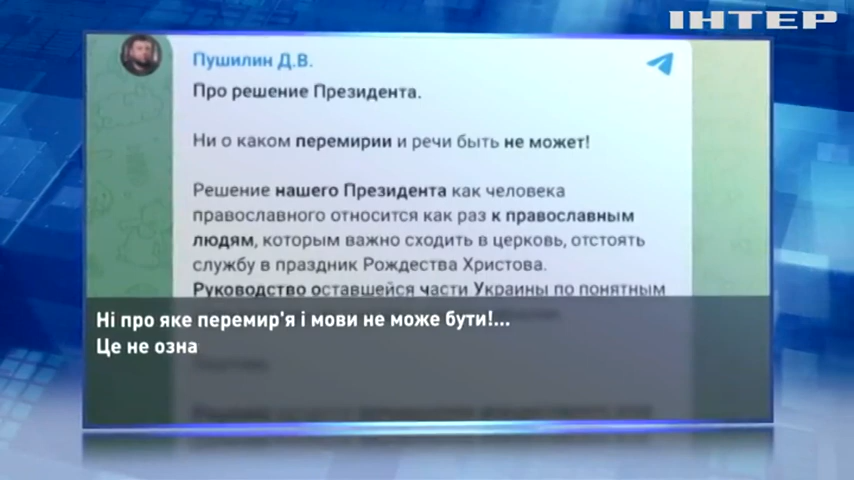 ІНТЕР
Пушилин Д.В.
Про решение Президента.
Ни о каком перемирии и речи быть не может!
Решение нашего Президента как человека
православного относится как раз к православным
людям, которым важно сходить в церковь, отстоять
службу в праздник Рождества Христова.
Руководство оставшейся части Украины по понятным
Ні про яке перемир'я і мови не може бути!...
Це не озна